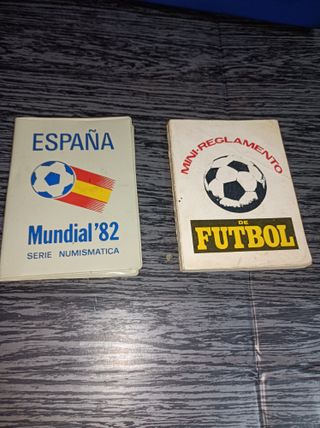 ESPAÑA
Mundial'82
SERIE NUMISMATICA
MINI-REGLAMENTO
DE
FUTBOL